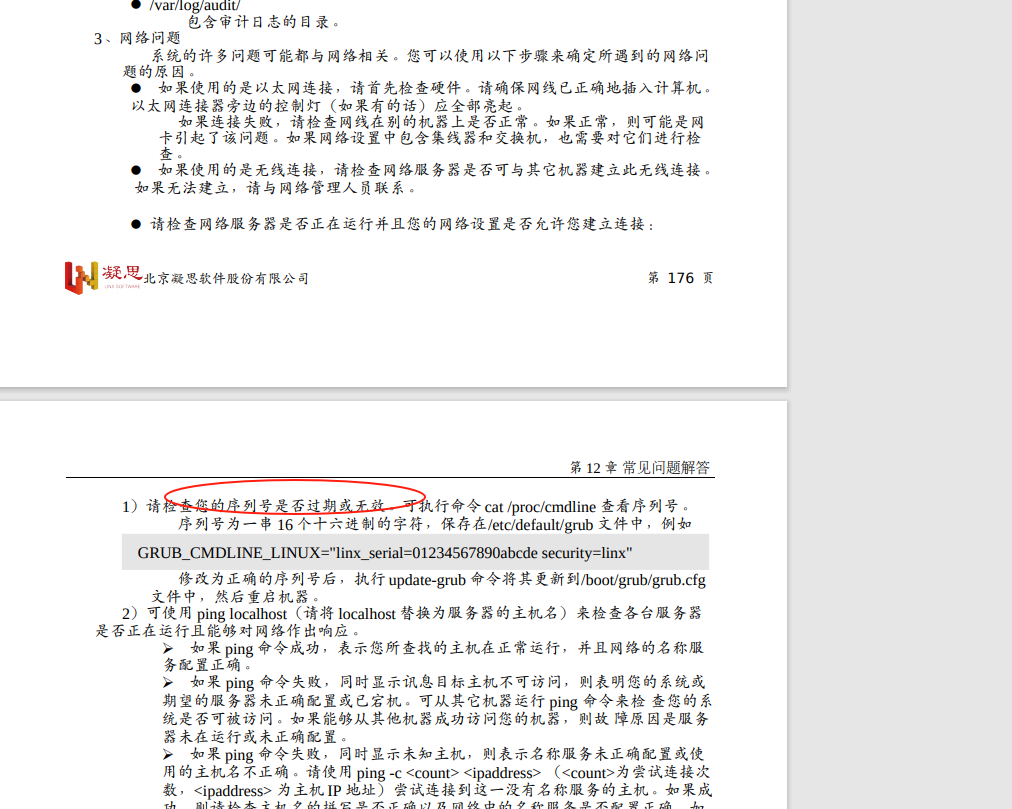 ● /var/log/audit/
包含审计日志的目录。
3、网络问题
系统的许多问题可能都与网络相关。您可以使用以下步骤来确定所遇到的网络问
题的原因。
● 如果使用的是以太网连接，请首先检查硬件。请确保网线已正确地插入计算机。
以太网连接器旁边的控制灯（如果有的话）应全部亮起。
如果连接失败，请检查网线在别的机器上是否正常。如果正常，则可能是网
卡引起了该问题。如果网络设置中包含集线器和交换机，也需要对它们进行检
查。
● 如果使用的是无线连接，请检查网络服务器是否可与其它机器建立此无线连接。
如果无法建立，请与网络管理人员联系。
● 请检查网络服务器是否正在运行并且您的网络设置是否允许您建立连接：
凝思
LINX SOFTWARE
北京凝思软件股份有限公司
第 176 页
第 12 章 常见问题解答
1）请检查您的序列号是否过期或无效。可执行命令 cat /proc/cmdline 查看序列号。
序列号为一串 16 个十六进制的字符，保存在/etc/default/grub 文件中，例如
GRUB_CMDLINE_LINUX="linx_serial=01234567890abcde security=linx"
修改为正确的序列号后，执行 update-grub 命令将其更新到/boot/grub/grub.cfg
文件中，然后重启机器。
2）可使用 ping localhost（请将 localhost 替换为服务器的主机名）来检查各台服务器
是否正在运行且能够对网络作出响应。
➢ 如果 ping 命令成功，表示您所查找的主机在正常运行，并且网络的名称服
务配置正确。
➢ 如果 ping 命令失败，同时显示讯息目标主机不可访问，则表明您的系统或
期望的服务器未正确配置或已宕机。可从其它机器运行 ping 命令来检 查您的系
统是否可被访问。如果能够从其他机器成功访问您的机器，则故 障原因是服务
器未在运行或未正确配置。
➢ 如果 ping 命令失败，同时显示未知主机，则表示名称服务未正确配置或使
用的主机名不正确。请使用 ping -c <count> <ipaddress> （<count>为尝试连接次
数，<ipaddress> 为主机 IP 地址）尝试连接到这一没有名称服务的主机。如果成
功，则请检查主机名的拼写是否正确以及网络中的名称服务是否配置正确。如